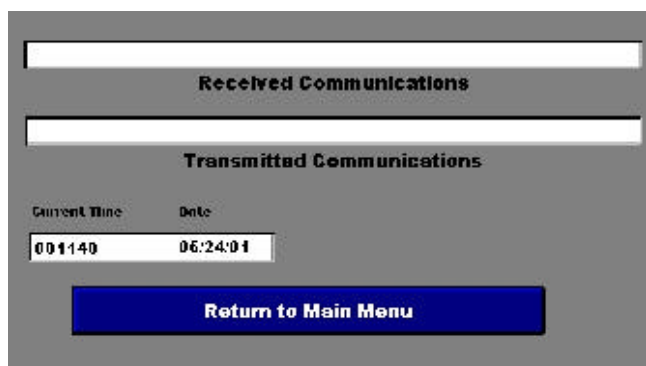 Received Communications
Transmitted Communications
Current Time Date
001140 06/24/01
Return to Main Menu